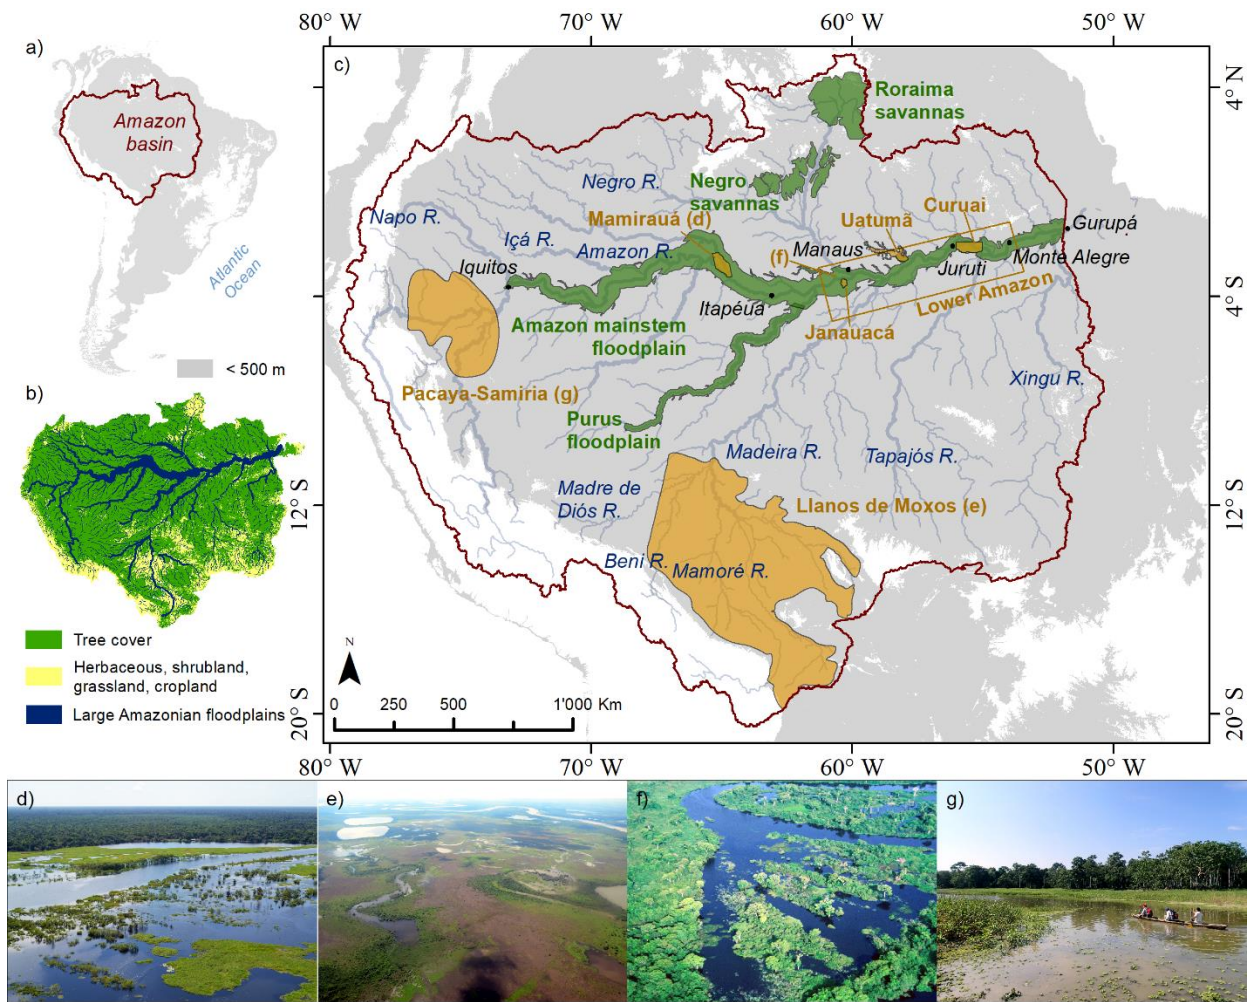 a)
Amazon
basin
Atlantic
Ocean
< 500 m
b)
Tree cover
Herbaceous, shrubland,
grassland, cropland
Large Amazonian floodplains
80° W
70° W
60° W
50° W
c)
4° N
4° S
12° S
12° S
20° S
20° S
80° W
70° W
60° W
50° W
Roraima
savannas
Negro R.
Negro
savannas
Napo R.
Mamirauá (d)
Uatumã
Curuai
Içá R.
Amazon R.
Manaus
Gurupá
(f)
Iquitos
Juruti
Monte Alegre
Itapéua
Lower Amazon
Amazon mainstem
floodplain
Janauacá
Pacaya-Samiria (g)
Xingu R.
Purus
floodplain
Madeira R.
Tapajós R.
Madre de
Diós R.
Llanos de Moxos (e)
Beni R.
Mamoré R.
N
0 250 500 1'000 Km
d)
e)
f)
g)